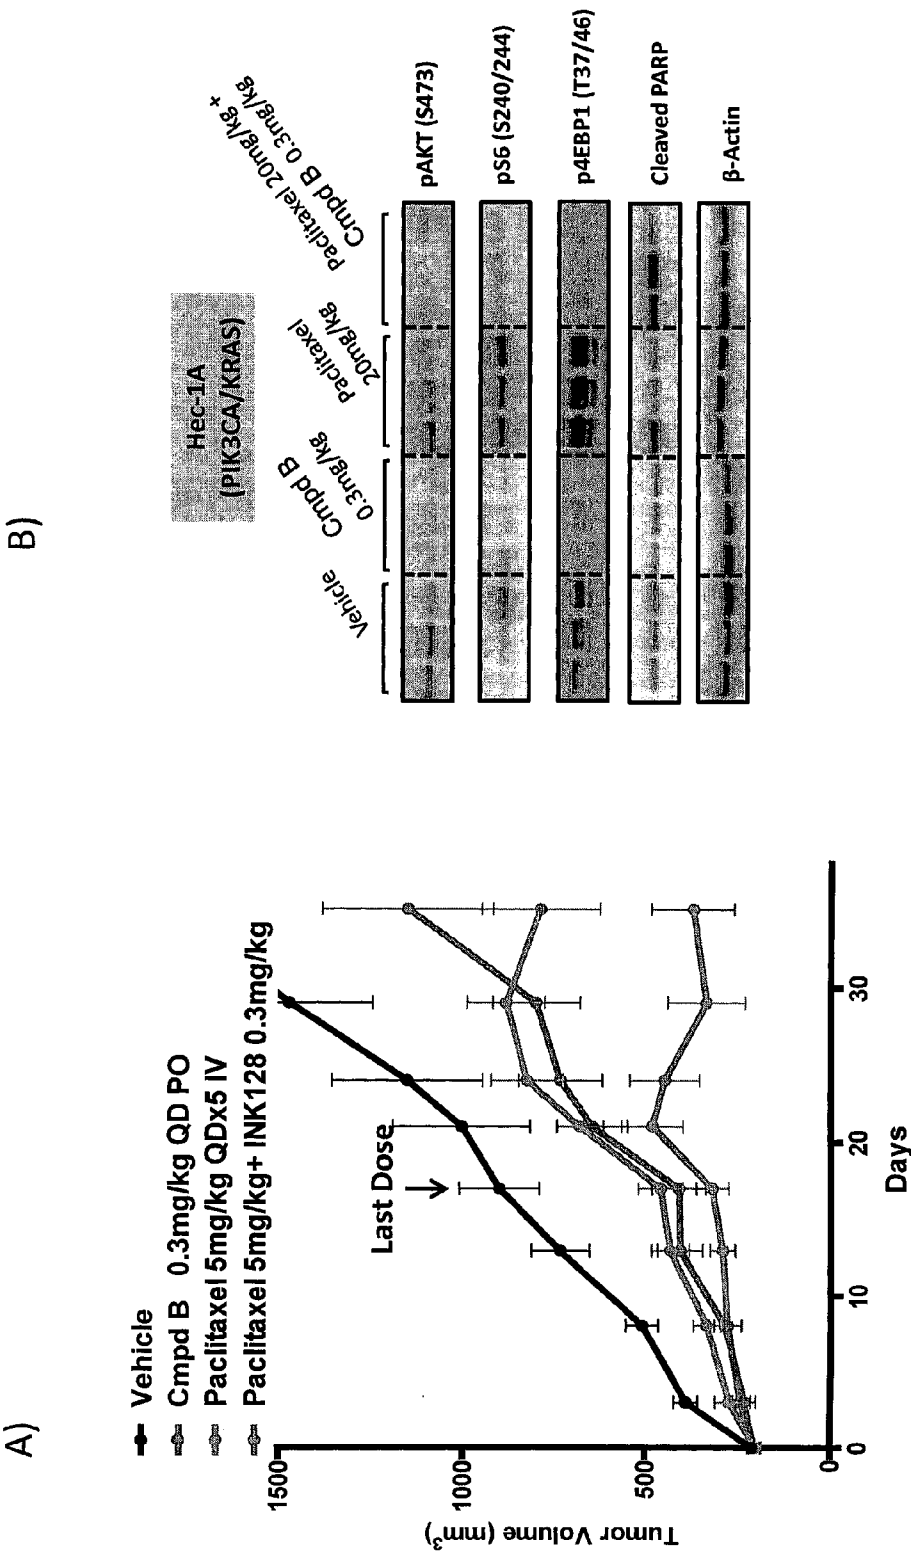 A)
Vehicle
Cmpd B 0.3mg/kg QD PO
Paclitaxel 5mg/kg QDx5 IV
Paclitaxel 5mg/kg+ INK128 0.3mg/kg
Tumor Volume (mm³)
1500
1000
500
0
Last Dose
0
10
20
30
Days
B)
Hec-1A
(PIK3CA/KRAS)
Vehicle
Cmpd B
0.3mg/kg
Paclitaxel
20mg/kg
Paclitaxel 20mg/kg+
Cmpd B 0.3mg/kg
pAKT (S473)
pS6 (S240/244)
p4EBP1 (T37/46)
Cleaved PARP
β-Actin